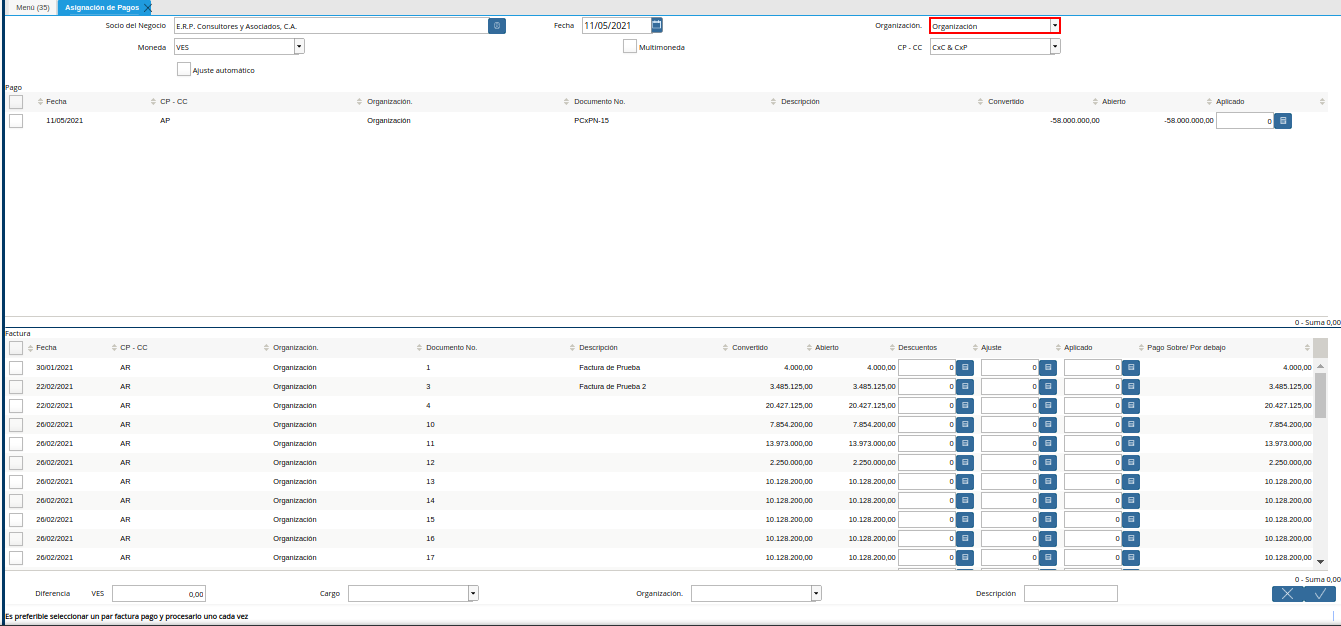 Menú (35) Asignación de Pagos
Socio del Negocio E.R.P. Consultores y Asociados, C.A. Fecha 11/05/2021 Organización. Organización
Moneda VES Multimoneda CP - CC CxC & CxP
Ajuste automático
Pago
Fecha CP - CC Organización. Documento No. Descripción Convertido Abierto Aplicado
11/05/2021 AP Organización PCxPN-15 -58.000.000,00 -58.000.000,00 0
0 - Suma 0,00
Factura
Fecha CP - CC Organización. Documento No. Descripción Convertido Abierto Descuentos Ajuste Aplicado Pago Sobre/ Por debajo
30/01/2021 AR Organización 1 Factura de Prueba 4.000,00 4.000,00 0 0 0 4.000,00
22/02/2021 AR Organización 3 Factura de Prueba 2 3.485.125,00 3.485.125,00 0 0 0 3.485.125,00
22/02/2021 AR Organización 4 20.427.125,00 20.427.125,00 0 0 0 20.427.125,00
26/02/2021 AR Organización 10 7.854.200,00 7.854.200,00 0 0 0 7.854.200,00
26/02/2021 AR Organización 11 13.973.000,00 13.973.000,00 0 0 0 13.973.000,00
26/02/2021 AR Organización 12 2.250.000,00 2.250.000,00 0 0 0 2.250.000,00
26/02/2021 AR Organización 13 10.128.200,00 10.128.200,00 0 0 0 10.128.200,00
26/02/2021 AR Organización 14 10.128.200,00 10.128.200,00 0 0 0 10.128.200,00
26/02/2021 AR Organización 15 10.128.200,00 10.128.200,00 0 0 0 10.128.200,00
26/02/2021 AR Organización 16 10.128.200,00 10.128.200,00 0 0 0 10.128.200,00
26/02/2021 AR Organización 17 10.128.200,00 10.128.200,00 0 0 0 10.128.200,00
0 - Suma 0,00
Diferencia VES 0,00 Cargo Organización. Descripción
Es preferible seleccionar un par factura pago y procesarlo uno cada vez